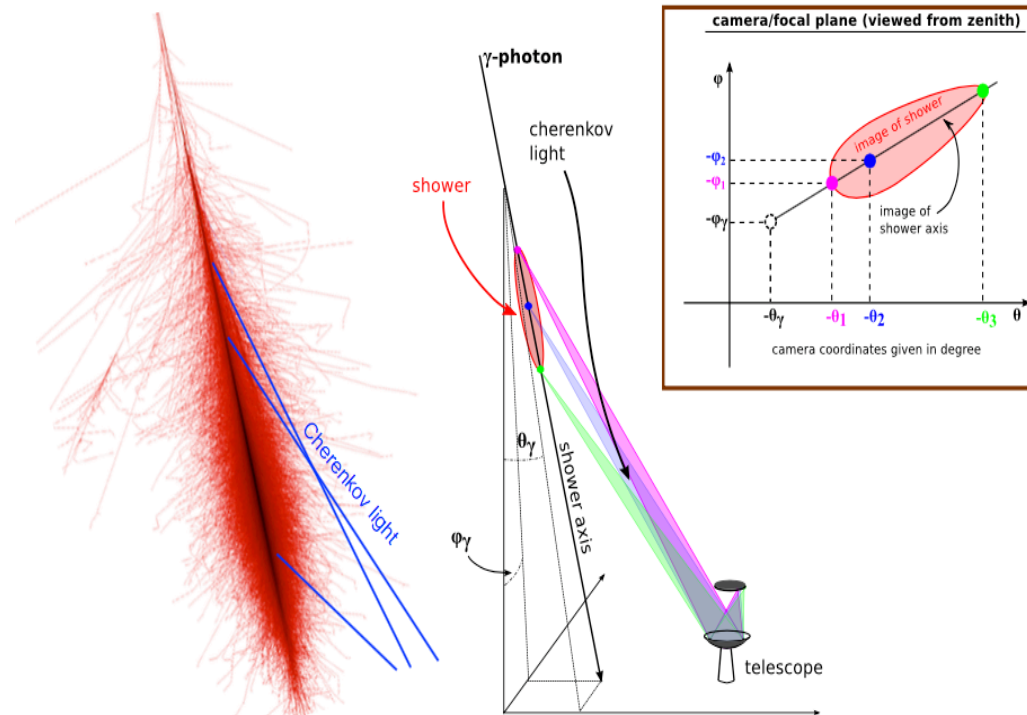 camera/focal plane (viewed from zenith)
φ
image of shower
-φ₂
-φ₁
-φᵧ
image of
shower axis
-θᵧ
-θ₁
-θ₂
-θ₃
θ
camera coordinates given in degree
γ-photon
cherenkov
light
shower
Cherenkov light
θᵧ
shower axis
φᵧ
telescope